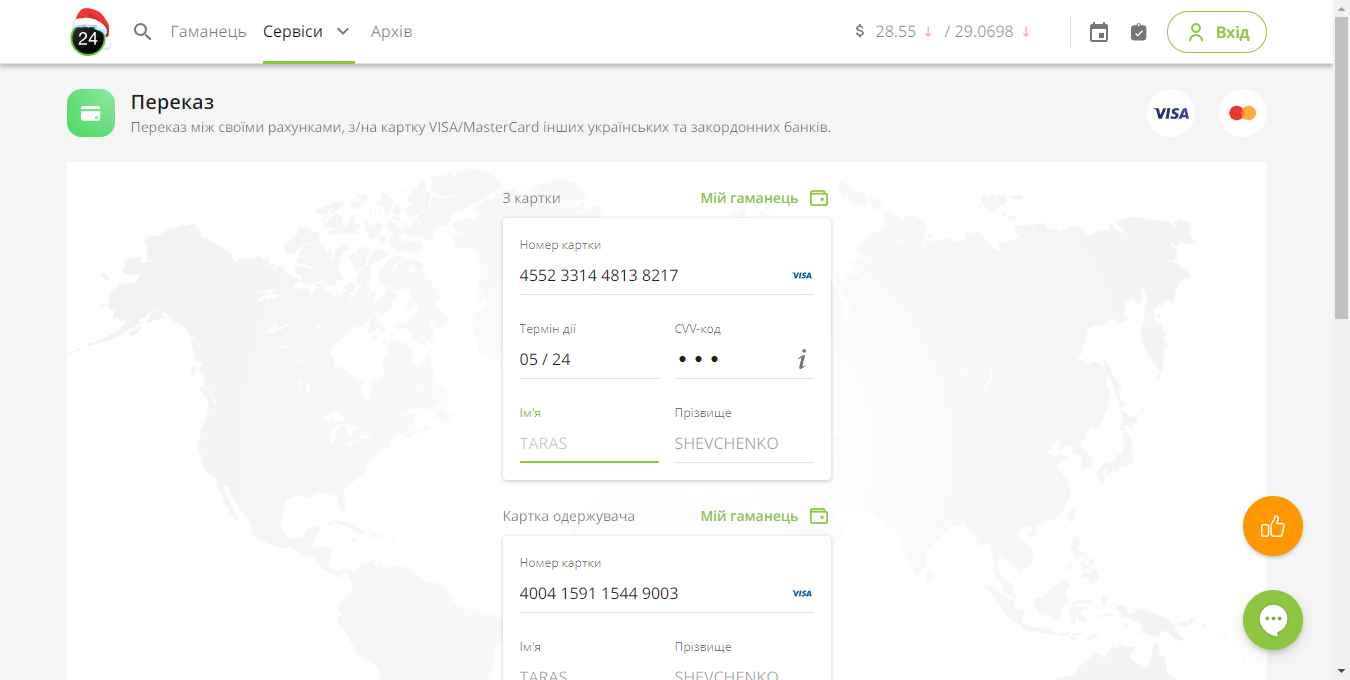 24
Гаманець Сервіси Архів
$ 28.55 ↓ / 29.0698 ↓
Вхід
Переказ
Переказ між своїми рахунками, з/на картку VISA/MasterCard інших українських та закордонних банків.
VISA
З картки Мій гаманець
Номер картки
4552 3314 4813 8217 VISA
Термін дії CVV-код
05 / 24 • • • i
Ім'я Прізвище
TARAS SHEVCHENKO
Картка одержувача Мій гаманець
Номер картки
4004 1591 1544 9003 VISA
Ім'я Прізвище
TARAS SHEVCHENKO